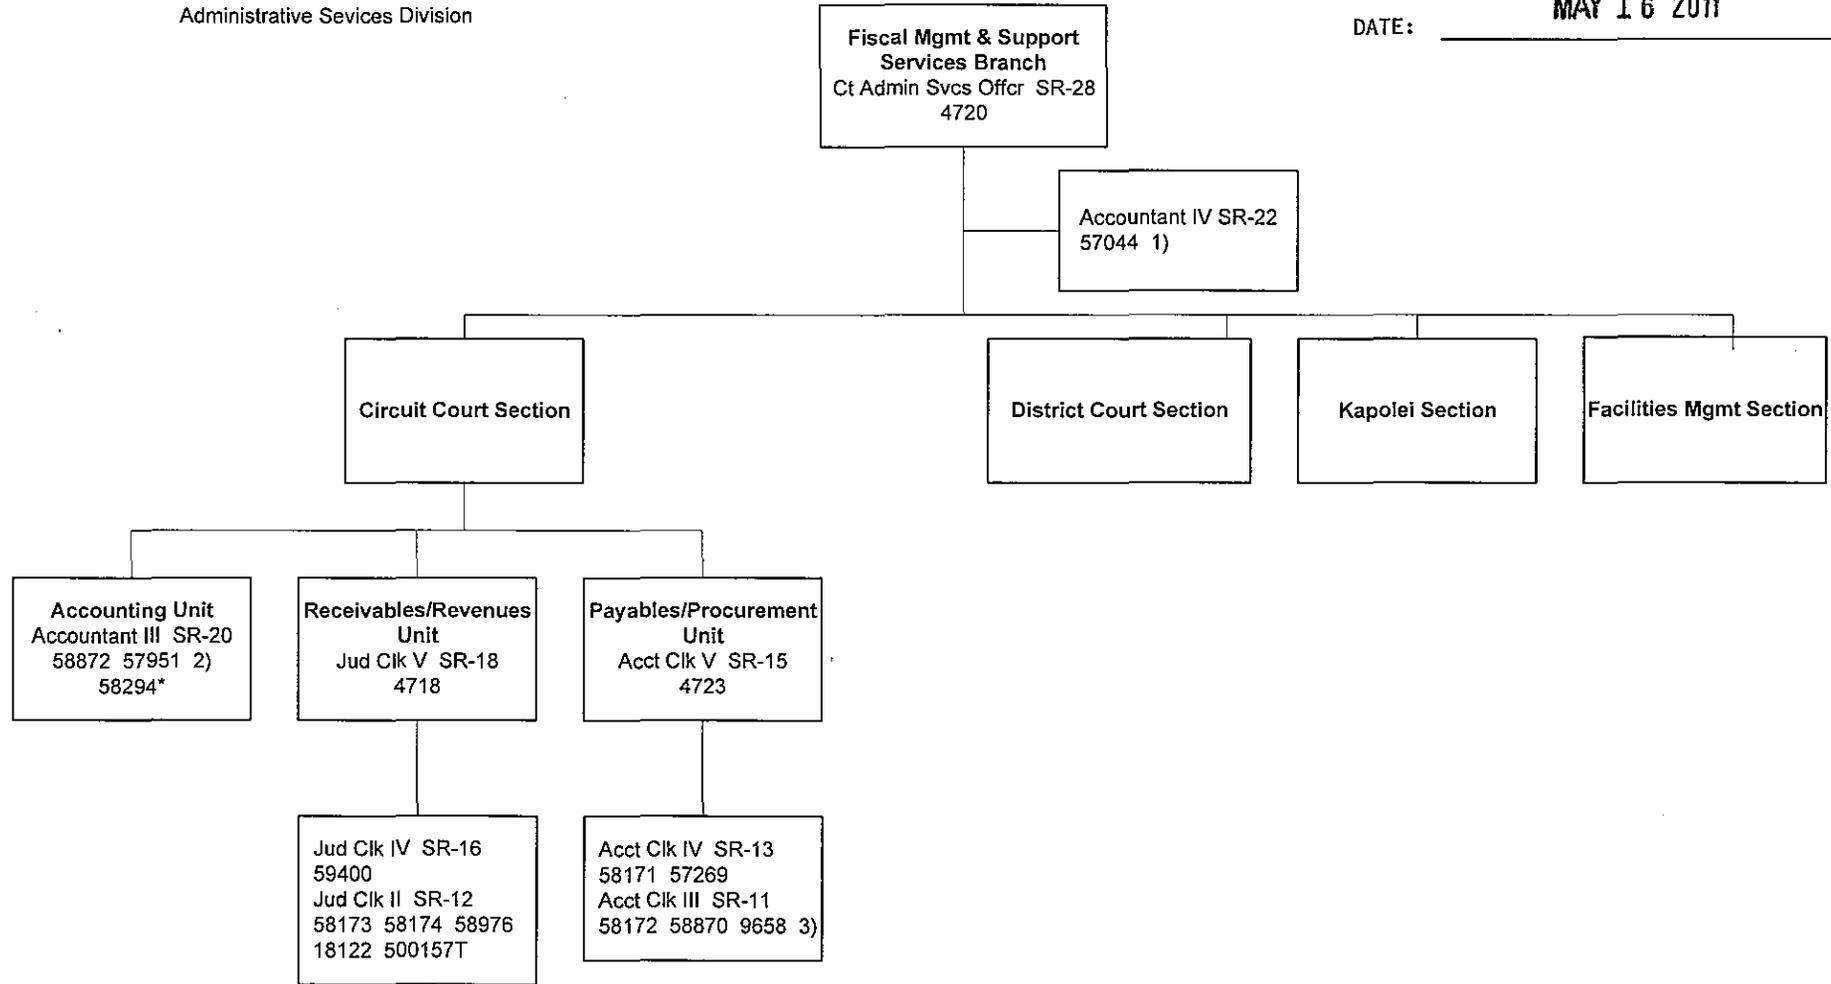 Administrative Sevices Division
DATE:
MAY 16 2011
Fiscal Mgmt & Support
Services Branch
Ct Admin Svcs Offcr SR-28
4720
Accountant IV SR-22
57044 1)
Circuit Court Section
District Court Section
Kapolei Section
Facilities Mgmt Section
Accounting Unit
Accountant III SR-20
58872 57951 2)
58294*
Receivables/Revenues
Unit
Jud Clk V SR-18
4718
Payables/Procurement
Unit
Acct Clk V SR-15
4723
Jud Clk IV SR-16
59400
Jud Clk II SR-12
58173 58174 58976
18122 500157T
Acct Clk IV SR-13
58171 57269
Acct Clk III SR-11
58172 58870 9658 3)